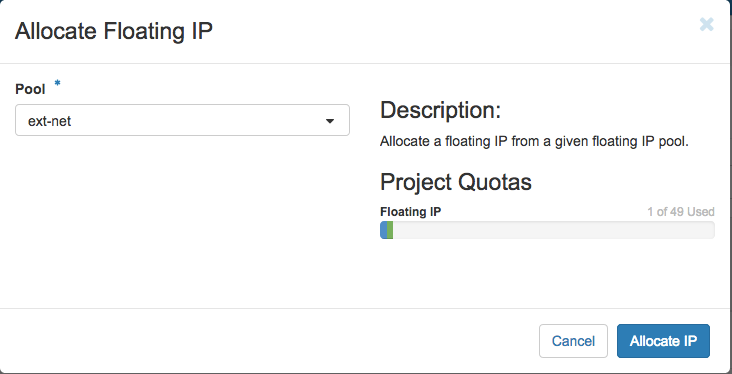 Allocate Floating IP
×
Pool *
ext-net
Description:
Allocate a floating IP from a given floating IP pool.
Project Quotas
Floating IP
1 of 49 Used
Cancel
Allocate IP